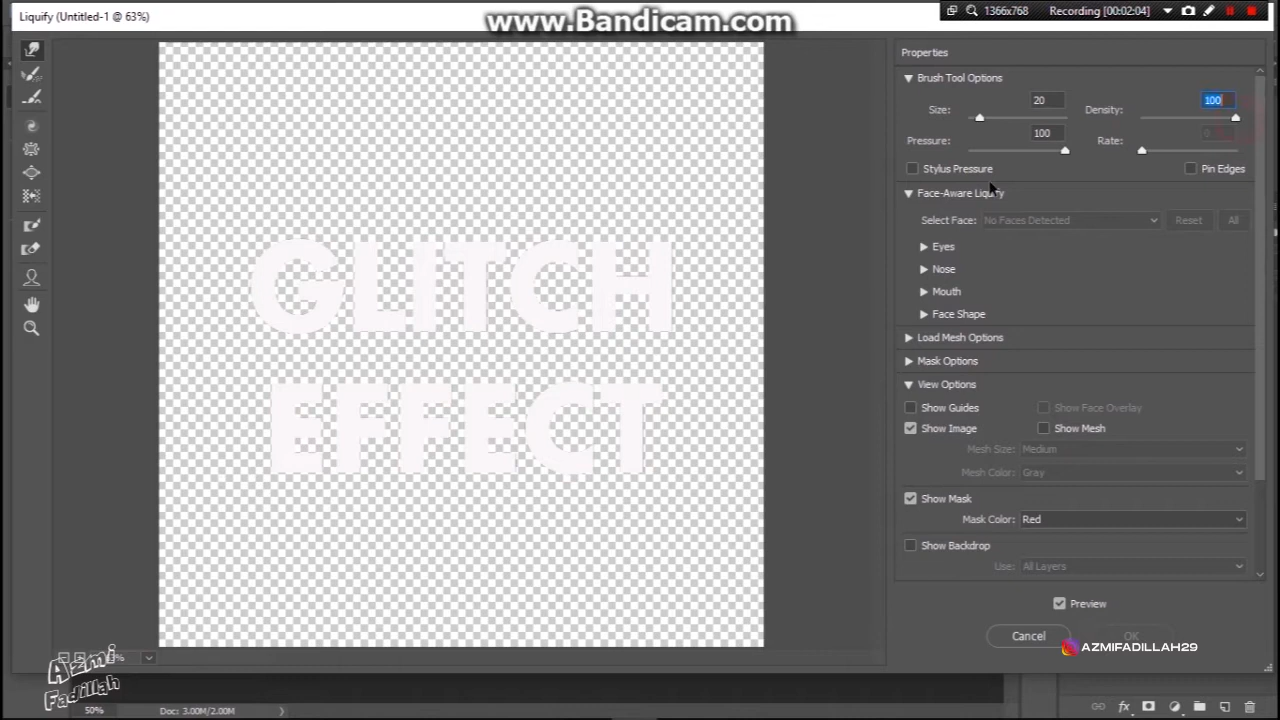 Liquify (Untitled-1 @ 63%)
www.Bandicam.com
1366x768
Recording [00:02:04]
Properties
Brush Tool Options
Size: 20
Density: 100
Pressure: 100
Rate: 0
Stylus Pressure
Pin Edges
Face-Aware Liquify
Select Face: No Faces Detected
Reset
All
Eyes
Nose
Mouth
Face Shape
Load Mesh Options
Mask Options
View Options
Show Guides
Show Face Overlay
Show Image
Show Mesh
Mesh Size: Medium
Mesh Color: Gray
Show Mask
Mask Color: Red
Show Backdrop
Use: All Layers
Preview
Cancel
OK
GLITCH
EFFECT
Azmi
Fadillah
AZMIFADILLAH29
50%
Doc: 3.00M/2.00M
fx